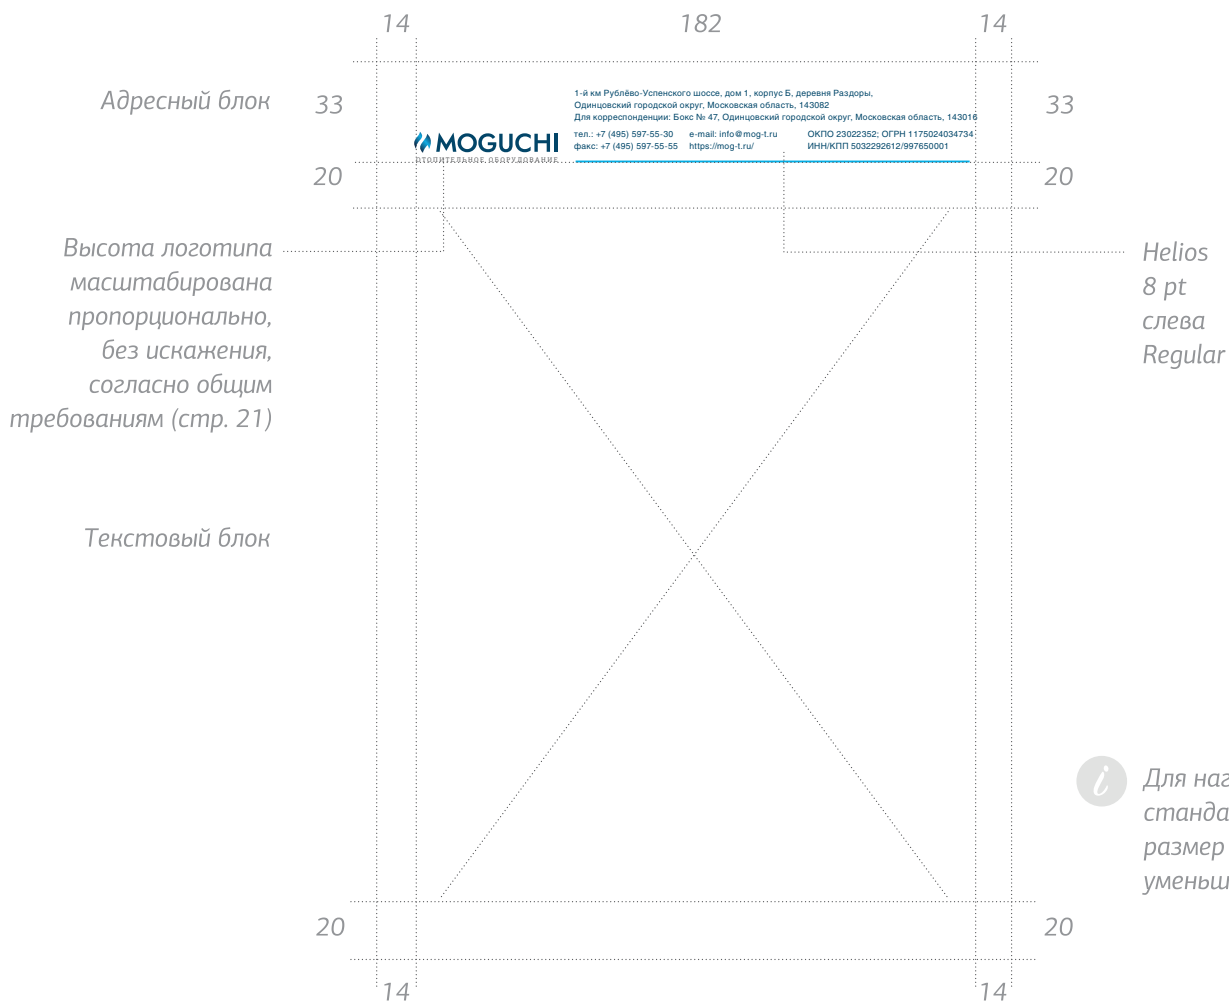 14 182 14
Адресный блок 33 33
1-й км Рублёво-Успенского шоссе, дом 1, корпус Б, деревня Раздоры,
Одинцовский городской округ, Московская область, 143082
Для корреспонденции: Бокс № 47, Одинцовский городской округ, Московская область, 143016
тел.: +7 (495) 597-55-30 e-mail: info@mog-t.ru ОКПО 23022352; ОГРН 1175024034734
факс: +7 (495) 597-55-55 https://mog-t.ru/ ИНН/КПП 5032292612/997650001
MOGUCHI
ОТОПИТЕЛЬНОЕ ОБОРУДОВАНИЕ
20 20
Высота логотипа
масштабирована
пропорционально,
без искажения,
согласно общим
требованиям (стр. 21)
Helios
8 pt
слева
Regular
Текстовый блок
i
Для наг
станда
размер
уменьш
20 20
14 14